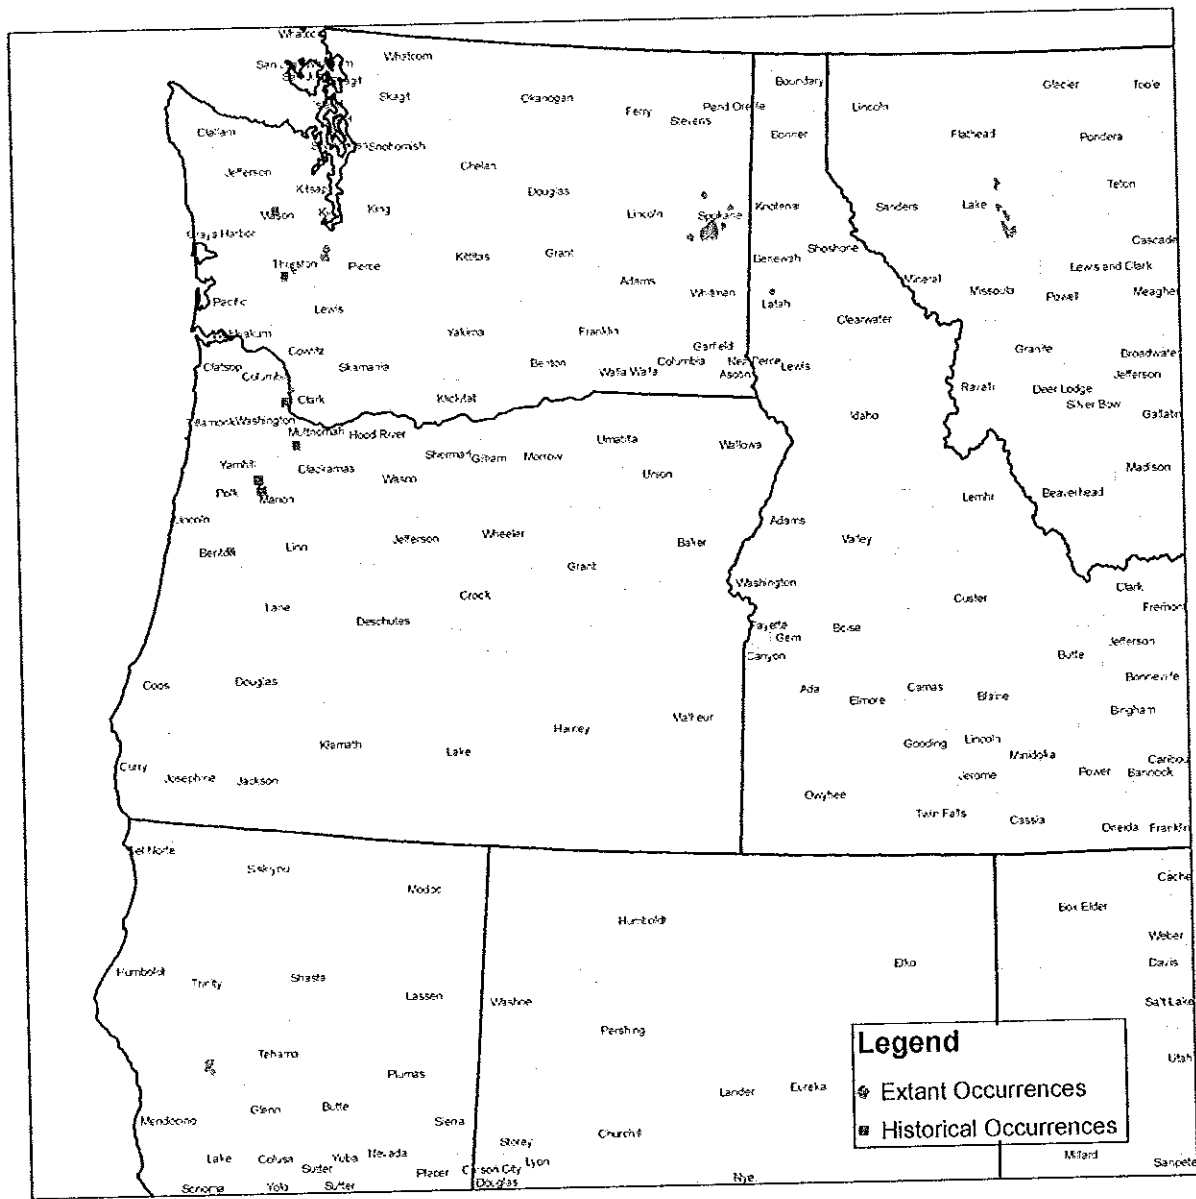 Whatcom
Skagit
Okanogan
Ferry
Stevens
Pend Oreille
Boundary
Lincoln
Glacier
Toole
Clallam
Snohomish
Bonner
Flathead
Pondera
Jefferson
Chelan
Kitsap
Douglas
Teton
Mason
King
Lincoln
Spokane
Kootenai
Sanders
Lake
Grays Harbor
Cascade
Thurston
Pierce
Kittitas
Grant
Benewah
Shoshone
Lewis and Clark
Adams
Whitman
Mineral
Missoula
Powell
Meagher
Pacific
Lewis
Latah
Clearwater
Yakima
Franklin
Cowlitz
Garfield
Granite
Broadwater
Clatsop
Columbia
Skamania
Benton
Walla Walla
Columbia
Nez Perce
Asotin
Lewis
Jefferson
Ravalli
Deer Lodge
Silver Bow
Clark
Klickitat
Idaho
Gallatin
Washington
Multnomah
Hood River
Umatilla
Wallowa
Yamhill
Clackamas
Wasco
Sherman
Gilliam
Morrow
Union
Madison
Polk
Marion
Lemhi
Beaverhead
Lincoln
Adams
Benton
Linn
Jefferson
Wheeler
Baker
Valley
Grant
Washington
Clark
Lane
Crook
Custer
Fremont
Deschutes
Payette
Gem
Boise
Jefferson
Canyon
Butte
Coos
Douglas
Ada
Elmore
Camas
Blaine
Bonneville
Bingham
Harney
Malheur
Klamath
Lake
Gooding
Lincoln
Minidoka
Caribou
Curry
Josephine
Jackson
Jerome
Power
Bannock
Owyhee
Twin Falls
Cassia
Oneida
Franklin
Del Norte
Siskiyou
Modoc
Cache
Box Elder
Humboldt
Weber
Humboldt
Trinity
Shasta
Elko
Davis
Lassen
Washoe
Salt Lake
Pershing
Legend
Tehama
Utah
Plumas
Lander
Eureka
Extant Occurrences
Glenn
Butte
Mendocino
Sierra
Churchill
Historical Occurrences
Storey
Lake
Colusa
Yuba
Nevada
Sutter
Placer
Carson City
Lyon
Douglas
Millard
Sanpete
Sonoma
Yolo
Sutter
Nye